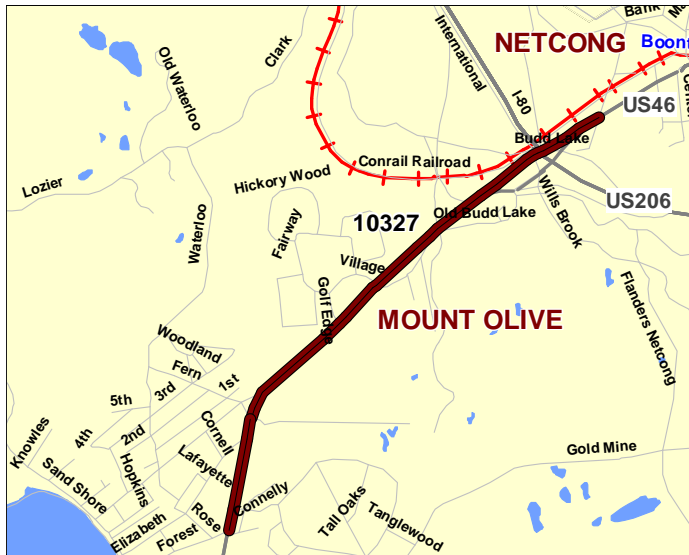 Bank
NETCONG
Boont
Clark
International
Old Waterloo
I-80
US46
Center
Budd Lake
Conrail Railroad
Hickory Wood
Lozier
Wills Brook
US206
Old Budd Lake
10327
Waterloo
Fairway
Village
Flanders Netcong
Golf Edge
MOUNT OLIVE
Woodland
Fern
1st
3rd
5th
2nd
4th
Cornell
Knowles
Gold Mine
Hopkins
Lafayette
Sand Shore
Connelly
Rose
Tall Oaks
Tanglewood
Elizabeth
Forest